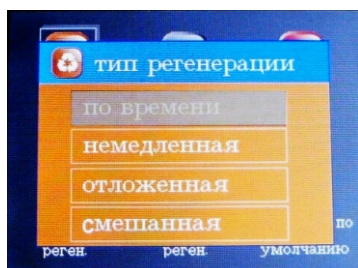 тип регенерации
по времени
немедленная
отложенная
смешанная
по
реген. реген. умолчанию